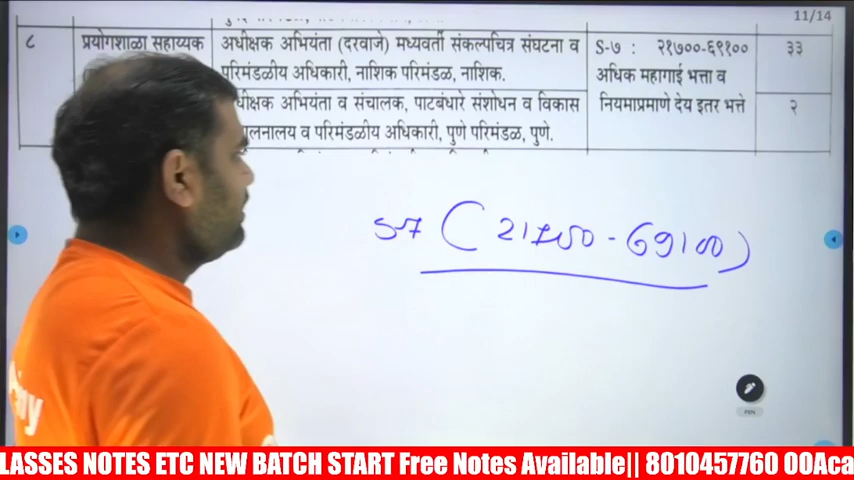 11/14
८ प्रयोगशाळा सहाय्यक अधीक्षक अभियंता (दरवाजे) मध्यवर्ती संकल्पचित्र संघटना व S-७ : २१७००-६९१०० ३३
परिमंडळीय अधिकारी, नाशिक परिमंडळ, नाशिक. अधिक महागाई भत्ता व
धीक्षक अभियंता व संचालक, पाटबंधारे संशोधन व विकास नियमाप्रमाणे देय इतर भत्ते २
ालनालय व परिमंडळीय अधिकारी, पुणे परिमंडळ, पुणे.
S-7 (21700-69100)
PEN
LASSES NOTES ETC NEW BATCH START Free Notes Available|| 8010457760 00Aca